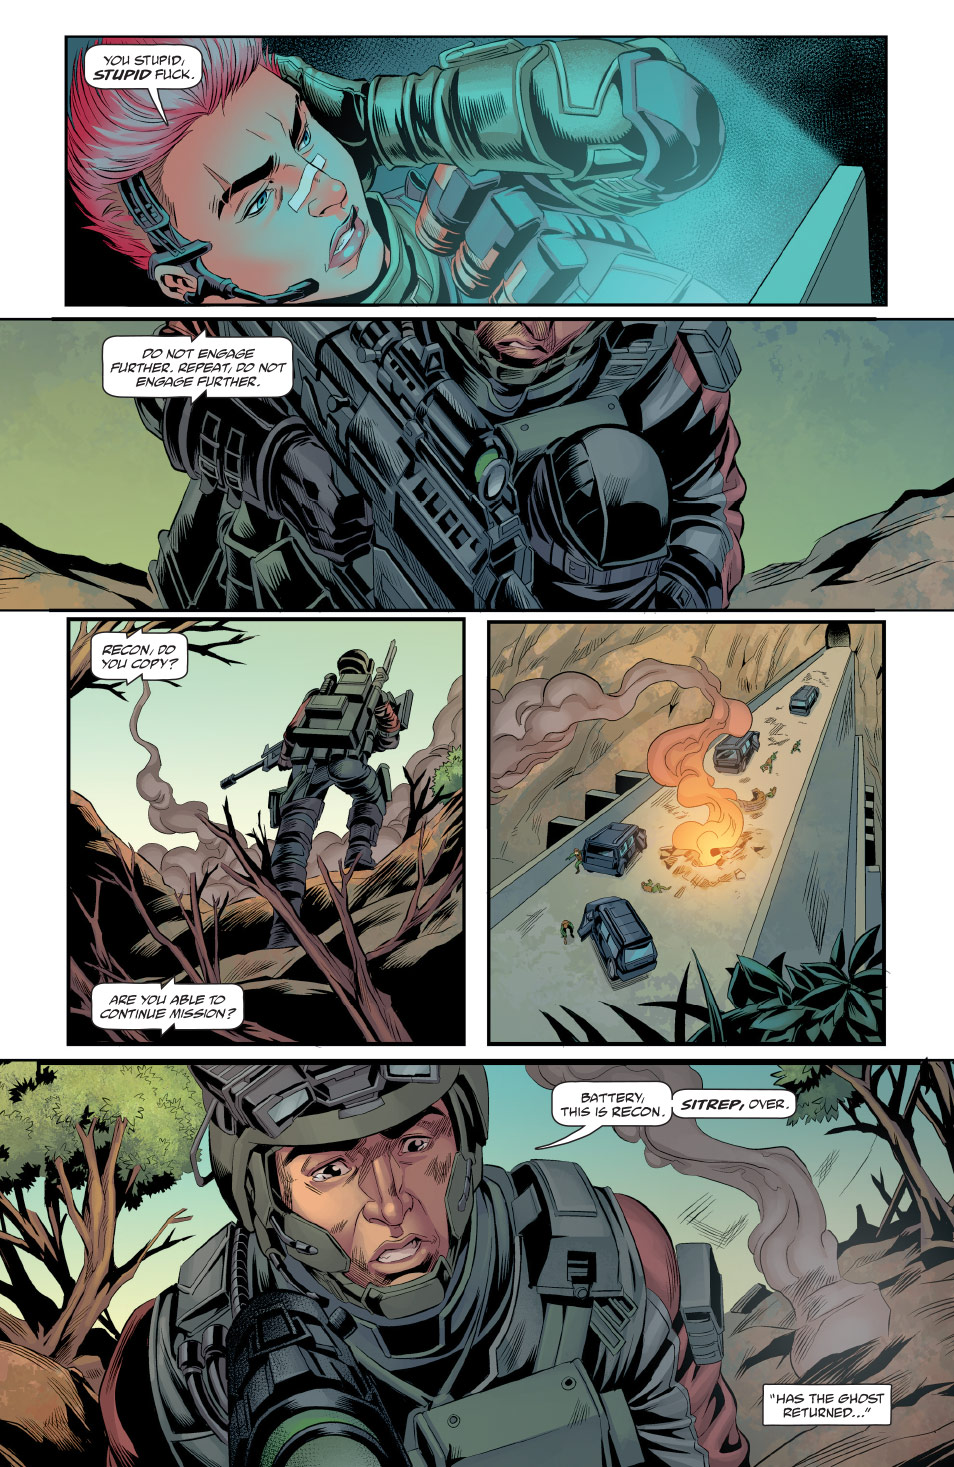 YOU STUPID,
STUPID FUCK.
DO NOT ENGAGE
FURTHER. REPEAT, DO NOT
ENGAGE FURTHER.
RECON, DO
YOU COPY?
ARE YOU ABLE TO
CONTINUE MISSION?
BATTERY,
THIS IS RECON.
SITREP, OVER.
"HAS THE GHOST
RETURNED..."